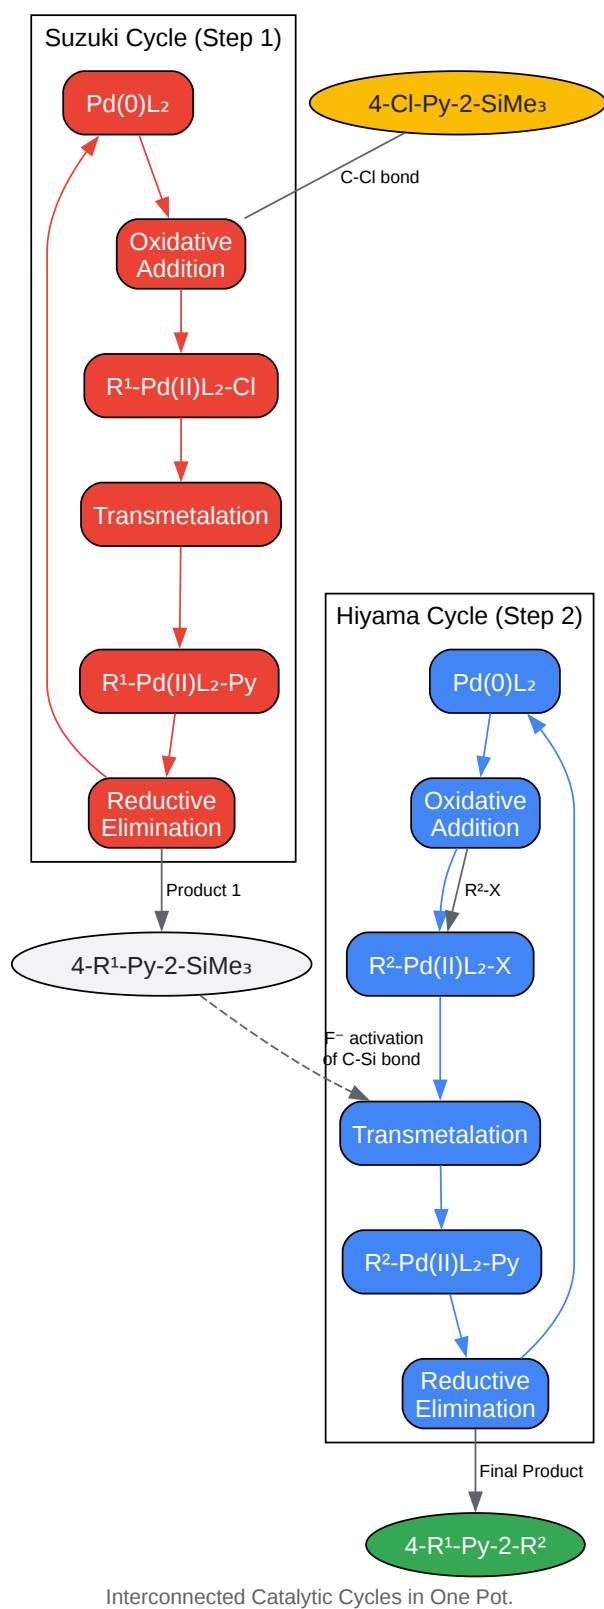 Suzuki Cycle (Step 1)
Pd(0)L₂
4-Cl-Py-2-SiMe₃
C-Cl bond
Oxidative
Addition
R¹-Pd(II)L₂-Cl
Transmetalation
R¹-Pd(II)L₂-Py
Reductive
Elimination
Product 1
4-R¹-Py-2-SiMe₃
Hiyama Cycle (Step 2)
Pd(0)L₂
Oxidative
Addition
R²-X
R²-Pd(II)L₂-X
F⁻ activation
of C-Si bond
Transmetalation
R²-Pd(II)L₂-Py
Reductive
Elimination
Final Product
4-R¹-Py-2-R²
Interconnected Catalytic Cycles in One Pot.